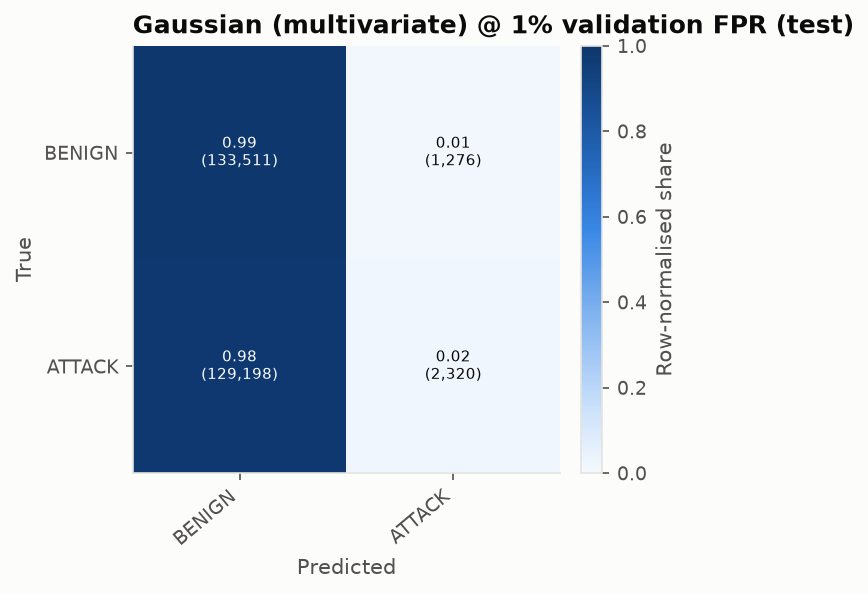 Gaussian (multivariate) @ 1% validation FPR (test)
1.0
0.8
0.6
0.4
0.2
0.0
Row-normalised share
True
BENIGN
ATTACK
0.99
(133,511)
0.01
(1,276)
0.98
(129,198)
0.02
(2,320)
BENIGN
ATTACK
Predicted